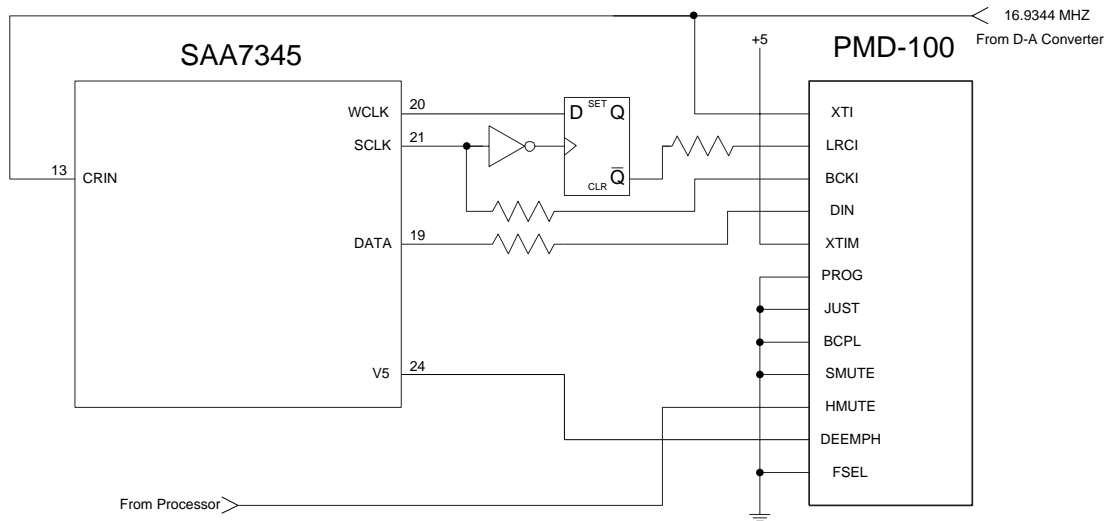 16.9344 MHZ
From D-A Converter
SAA7345
+5
PMD-100
WCLK
20
SCLK
21
13
CRIN
DATA
19
V5
24
D
SET
Q
CLR
Q
XTI
LRCI
BCKI
DIN
XTIM
PROG
JUST
BCPL
SMUTE
HMUTE
DEEMPH
FSEL
From Processor